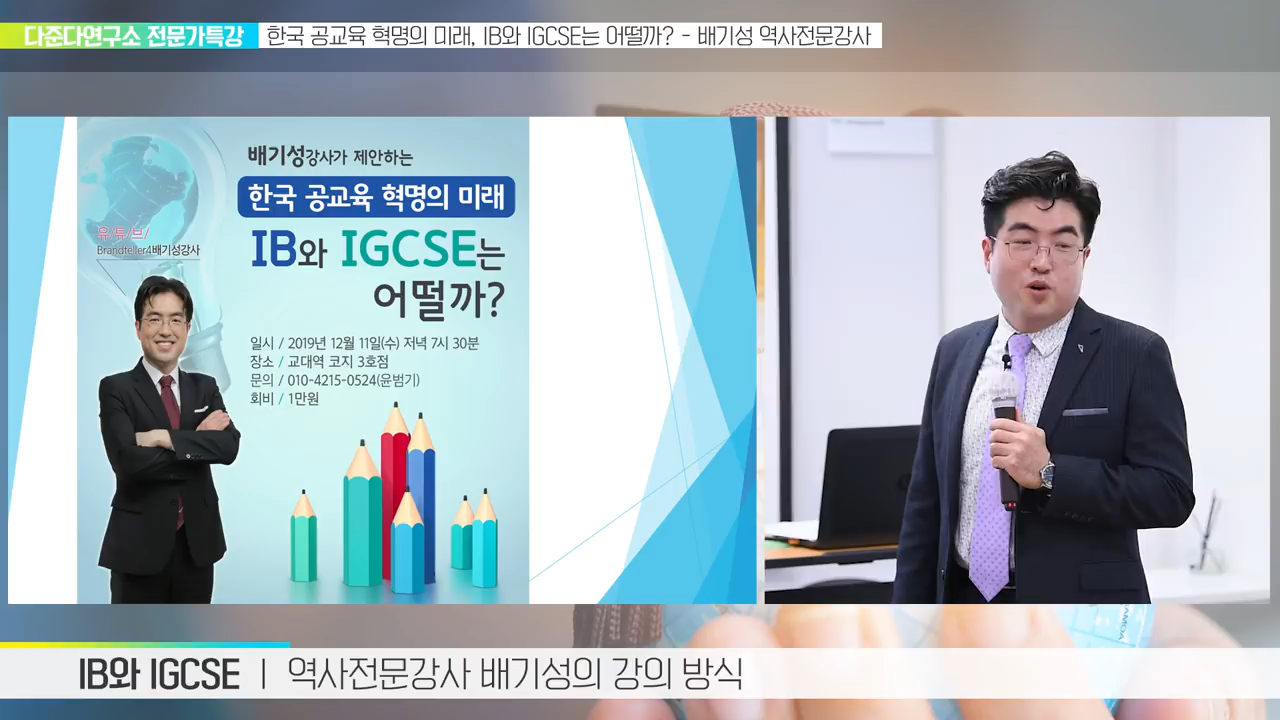 다준다연구소 전문가특강 한국 공교육 혁명의 미래, IB와 IGCSE는 어떨까? - 배기성 역사전문강사
배기성강사가 제안하는
한국 공교육 혁명의 미래
유/튜/브/
Brandteller4배기성강사
IB와 IGCSE는
어떨까?
일시 / 2019년 12월 11일(수) 저녁 7시 30분
장소 / 교대역 코지 3호점
문의 / 010-4215-0524(윤범기)
회비 / 1만원
SAMOA
IB와 IGCSE | 역사전문강사 배기성의 강의 방식